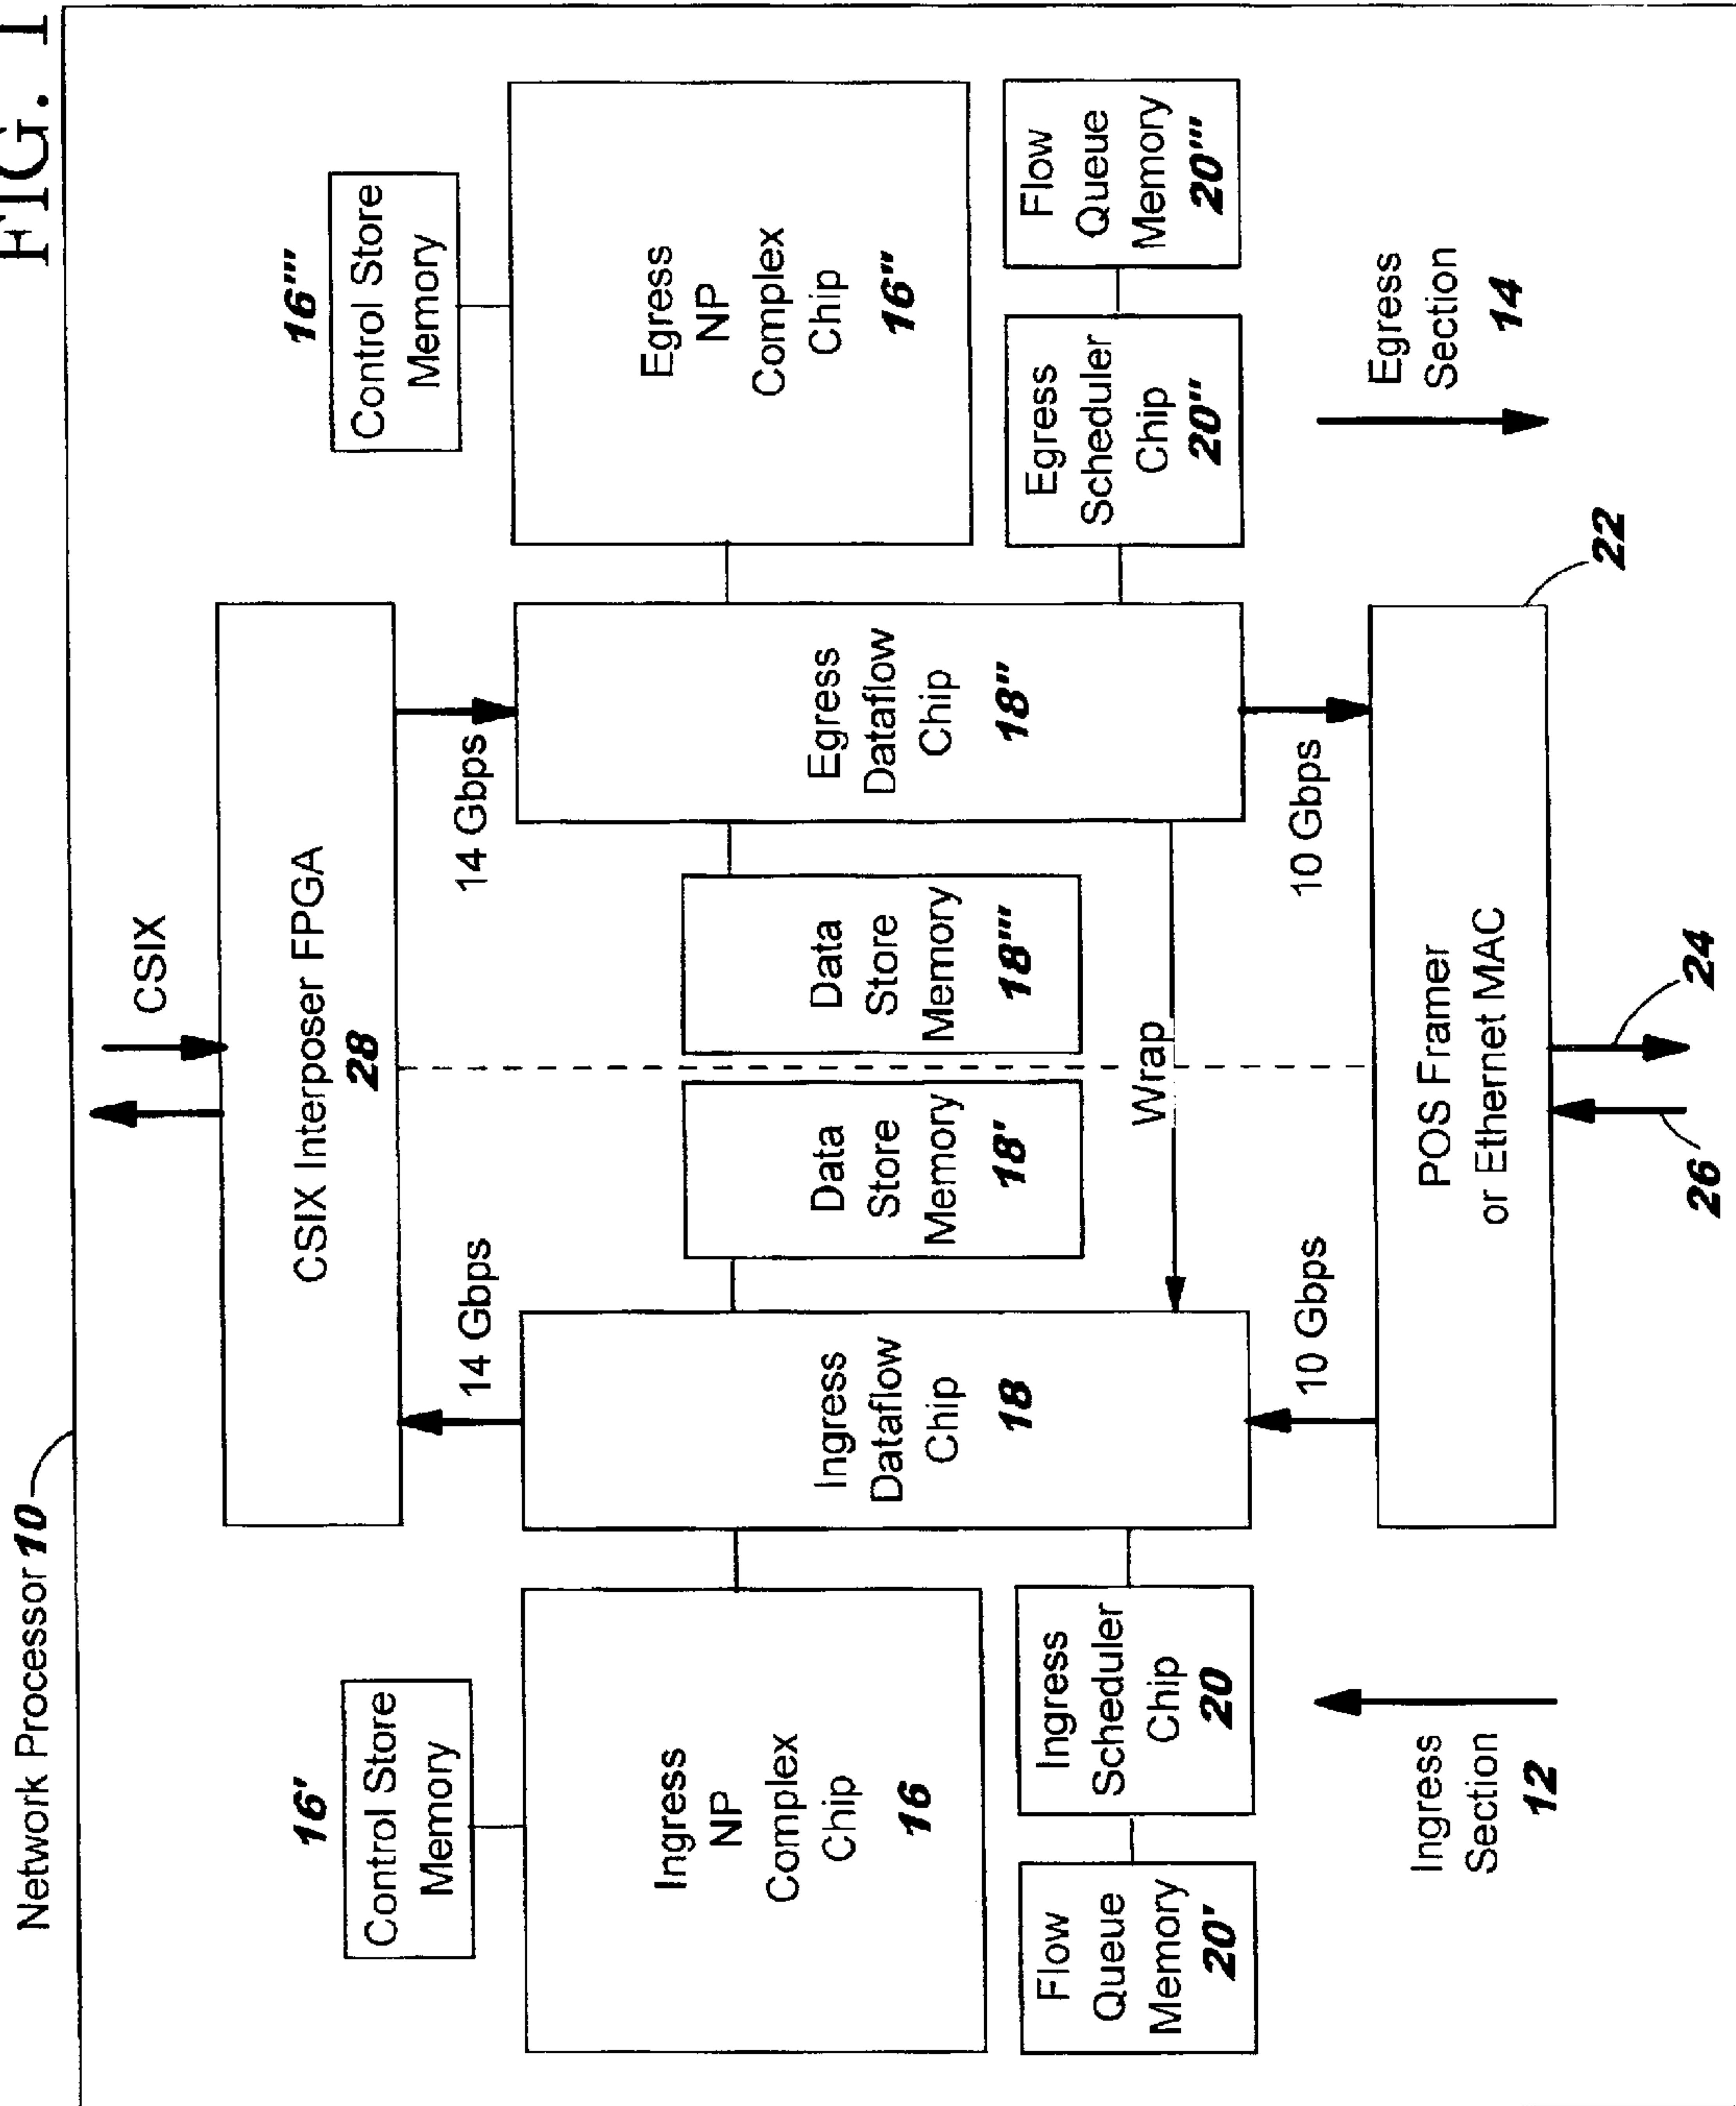 FIG. 1
Network Processor 10
CSIX
CSIX Interposer FPGA
28
16'
Control Store
Memory
16'''
Control Store
Memory
14 Gbps
14 Gbps
Ingress
NP
Complex
Chip
16
Ingress
Dataflow
Chip
18
Data
Store
Memory
18'
Data
Store
Memory
18'''
Egress
Dataflow
Chip
18''
Egress
NP
Complex
Chip
16''
Flow
Queue
Memory
20'
Ingress
Scheduler
Chip
20
Wrap
Egress
Scheduler
Chip
20''
Flow
Queue
Memory
20'''
10 Gbps
10 Gbps
Ingress
Section
12
POS Framer
or Ethernet MAC
22
Egress
Section
14
26'
24